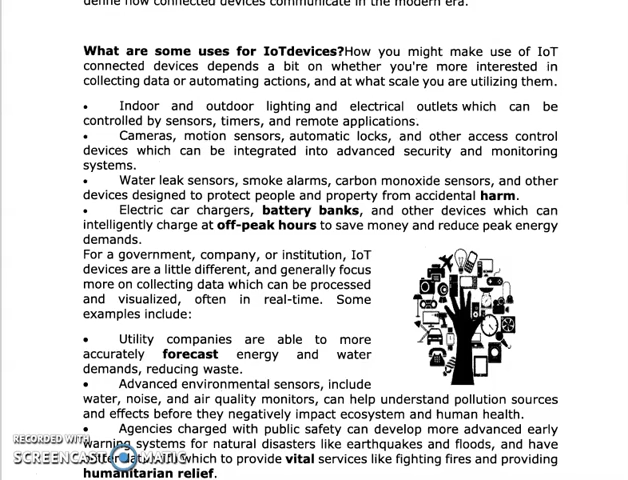 define how connected devices communicate in the modern era.
What are some uses for IoTdevices?How you might make use of IoT
connected devices depends a bit on whether you're more interested in
collecting data or automating actions, and at what scale you are utilizing them.
• Indoor and outdoor lighting and electrical outlets which can be
controlled by sensors, timers, and remote applications.
• Cameras, motion sensors, automatic locks, and other access control
devices which can be integrated into advanced security and monitoring
systems.
• Water leak sensors, smoke alarms, carbon monoxide sensors, and other
devices designed to protect people and property from accidental harm.
• Electric car chargers, battery banks, and other devices which can
intelligently charge at off-peak hours to save money and reduce peak energy
demands.
For a government, company, or institution, IoT
devices are a little different, and generally focus
more on collecting data which can be processed
and visualized, often in real-time. Some
examples include:
• Utility companies are able to more
accurately forecast energy and water
demands, reducing waste.
• Advanced environmental sensors, include
water, noise, and air quality monitors, can help understand pollution sources
and effects before they negatively impact ecosystem and human health.
• Agencies charged with public safety can develop more advanced early
warning systems for natural disasters like earthquakes and floods, and have
better data with which to provide vital services like fighting fires and providing
humanitarian relief.
RECORDED WITH
SCREENCAST MATIC